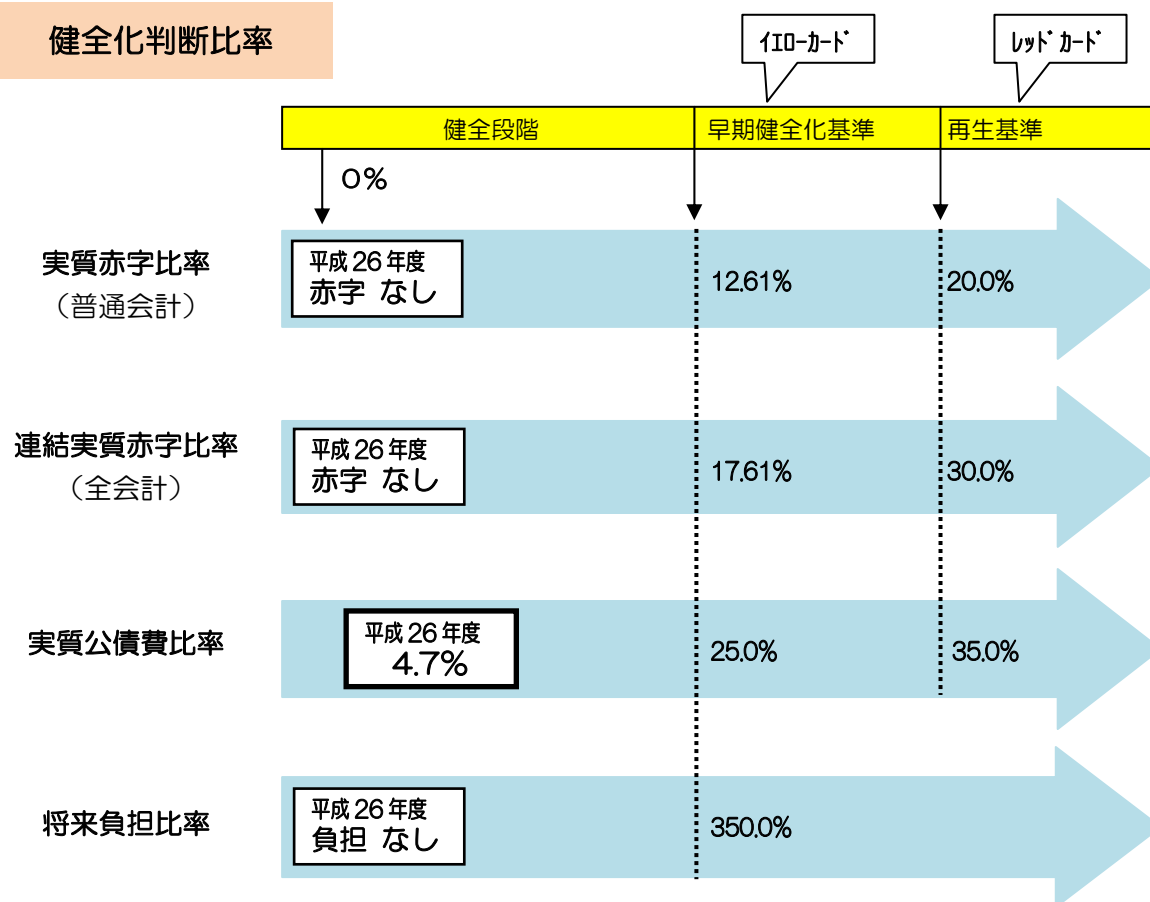 健全化判断比率
ｲｴﾛｰｶｰﾄﾞ
ﾚｯﾄﾞｶｰﾄﾞ
健全段階
早期健全化基準
再生基準
0%
実質赤字比率
（普通会計）
平成26年度
赤字 なし
12.61%
20.0%
連結実質赤字比率
（全会計）
平成26年度
赤字 なし
17.61%
30.0%
実質公債費比率
平成26年度
4.7%
25.0%
35.0%
将来負担比率
平成26年度
負担 なし
350.0%